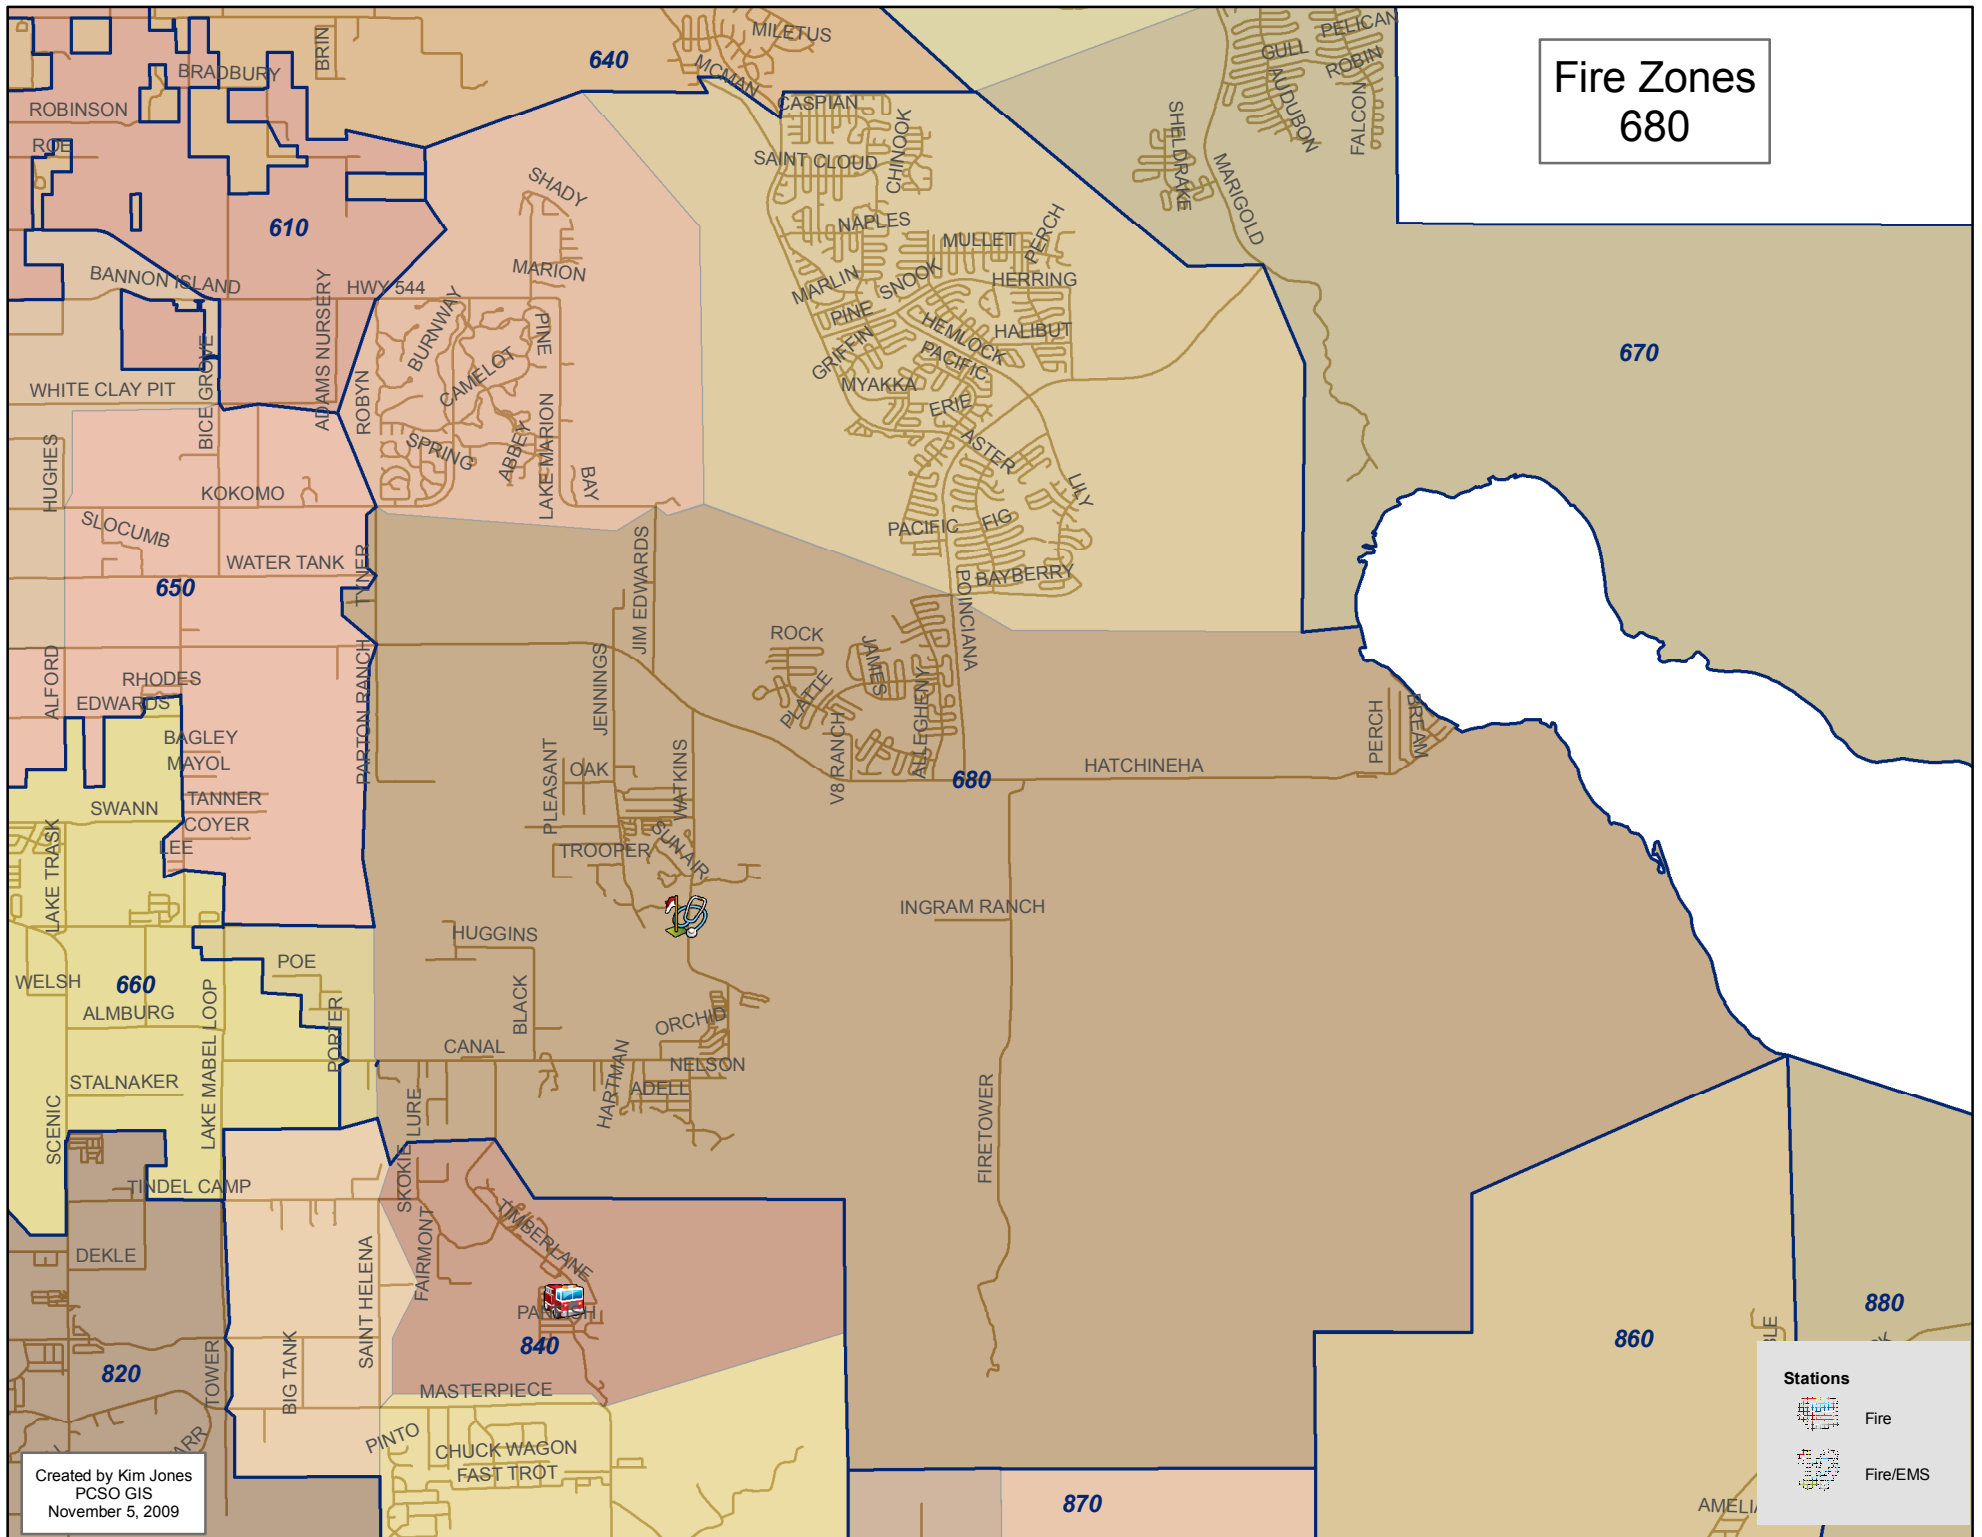 Fire Zones
680
640
MILETUS
MCMAN
PELICAN
GULL
ROBIN
AUDUBON
FALCON
BRIN
BRADBURY
ROBINSON
ROE
CASPIAN
CHINOOK
SAINT CLOUD
SHELDRAKE
MARIGOLD
SHADY
610
NAPLES
MULLET
PERCH
MARION
BANNON ISLAND
HWY 544
MARLIN
SNOOK
HERRING
PINE
HEMLOCK
HALIBUT
GRIFFIN
PACIFIC
MYAKKA
ERIE
ASTER
LILY
670
ADAMS NURSERY
BURNWAY
PINE
CAMELOT
BICE GROVE
ROBYN
WHITE CLAY PIT
HUGHES
SPRING
ABBEY
LAKE MARION
BAY
KOKOMO
SLOCUMB
WATER TANK
TYNER
650
PACIFIC
FIG
BAYBERRY
POINCIANA
JIM EDWARDS
JENNINGS
ROCK
JAMES
PLATTE
ALLEGHENY
V8 RANCH
ALFORD
RHODES
EDWARDS
PARTON RANCH
BAGLEY
MAYOL
TANNER
COYER
LEE
SWANN
LAKE TRASK
PLEASANT
OAK
WATKINS
SUN AIR
TROOPER
680
HATCHINEHA
PERCH
BREAM
INGRAM RANCH
HUGGINS
BLACK
WELSH
660
POE
ALMBURG
LAKE MABEL LOOP
PORTER
ORCHID
CANAL
NELSON
HARTMAN
ADELL
STALNAKER
SCENIC
LURE
SKOKIE
FIRETOWER
TINDEL CAMP
TIMBERLANE
FAIRMONT
DEKLE
SAINT HELENA
PARRISH
840
820
TOWER
BIG TANK
MASTERPIECE
PINTO
CHUCK WAGON
FAST TROT
870
860
880
AMELIA
Stations
Fire
Fire/EMS
Created by Kim Jones
PCSO GIS
November 5, 2009